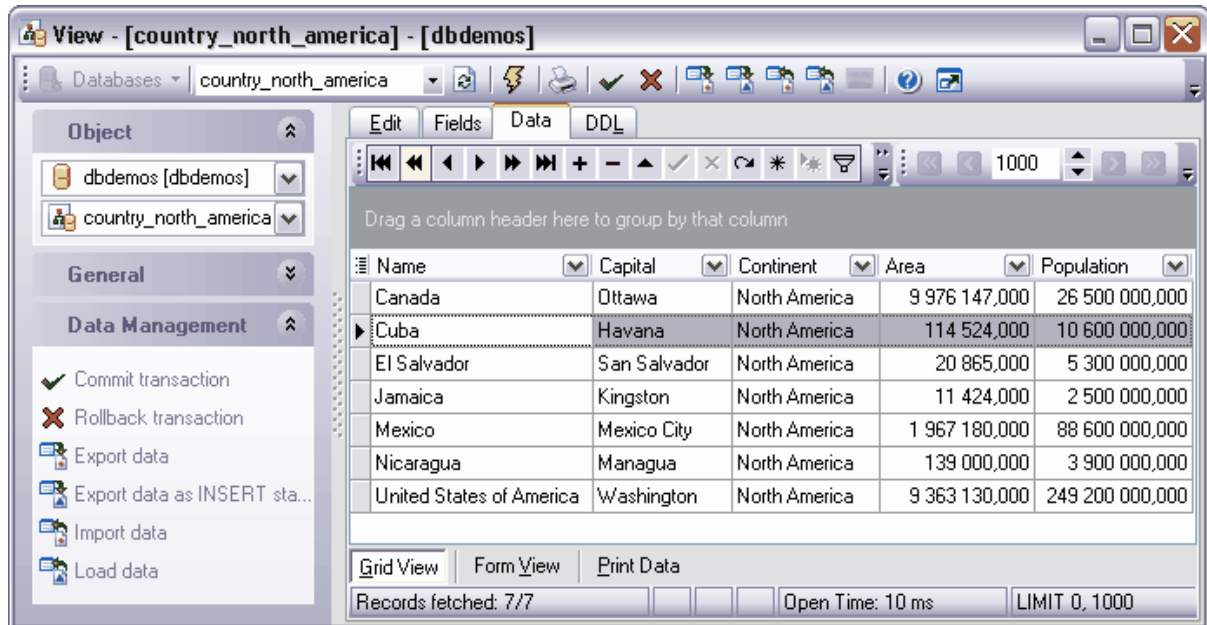 View - [country_north_america] - [dbdemos]
Databases country_north_america
Object
dbdemos [dbdemos]
country_north_america
General
Data Management
Commit transaction
Rollback transaction
Export data
Export data as INSERT sta...
Import data
Load data
Edit Fields Data DDL
1000
Drag a column header here to group by that column
Name Capital Continent Area Population
Canada Ottawa North America 9 976 147,000 26 500 000,000
Cuba Havana North America 114 524,000 10 600 000,000
El Salvador San Salvador North America 20 865,000 5 300 000,000
Jamaica Kingston North America 11 424,000 2 500 000,000
Mexico Mexico City North America 1 967 180,000 88 600 000,000
Nicaragua Managua North America 139 000,000 3 900 000,000
United States of America Washington North America 9 363 130,000 249 200 000,000
Grid View Form View Print Data
Records fetched: 7/7 Open Time: 10 ms LIMIT 0, 1000